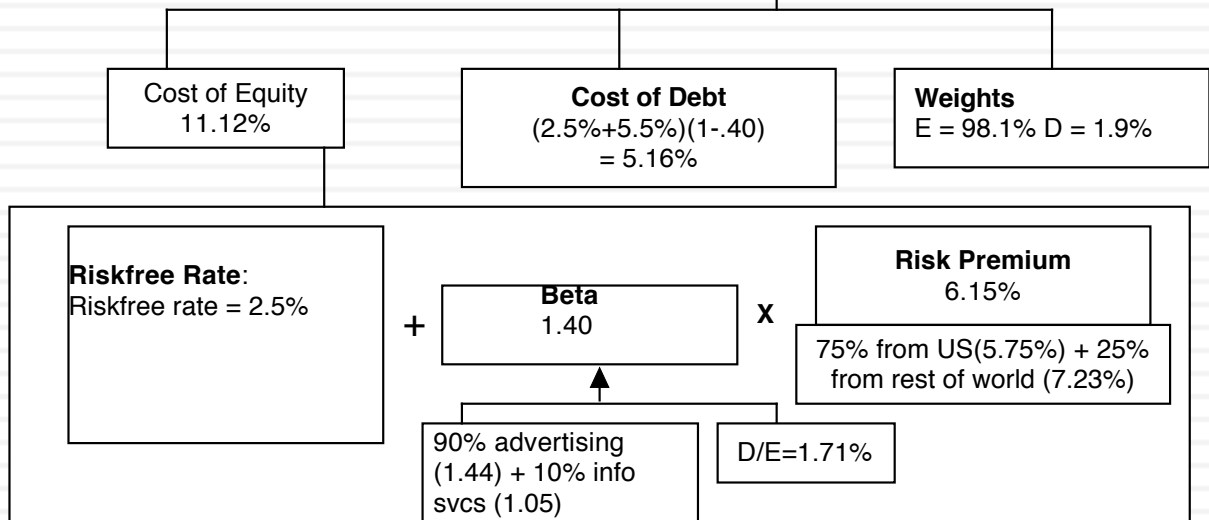 Cost of Equity
11.12%
Cost of Debt
(2.5%+5.5%)(1-.40)
= 5.16%
Weights
E = 98.1% D = 1.9%
Riskfree Rate:
Riskfree rate = 2.5%
+
Beta
1.40
X
Risk Premium
6.15%
75% from US(5.75%) + 25%
from rest of world (7.23%)
90% advertising
(1.44) + 10% info
svcs (1.05)
D/E=1.71%